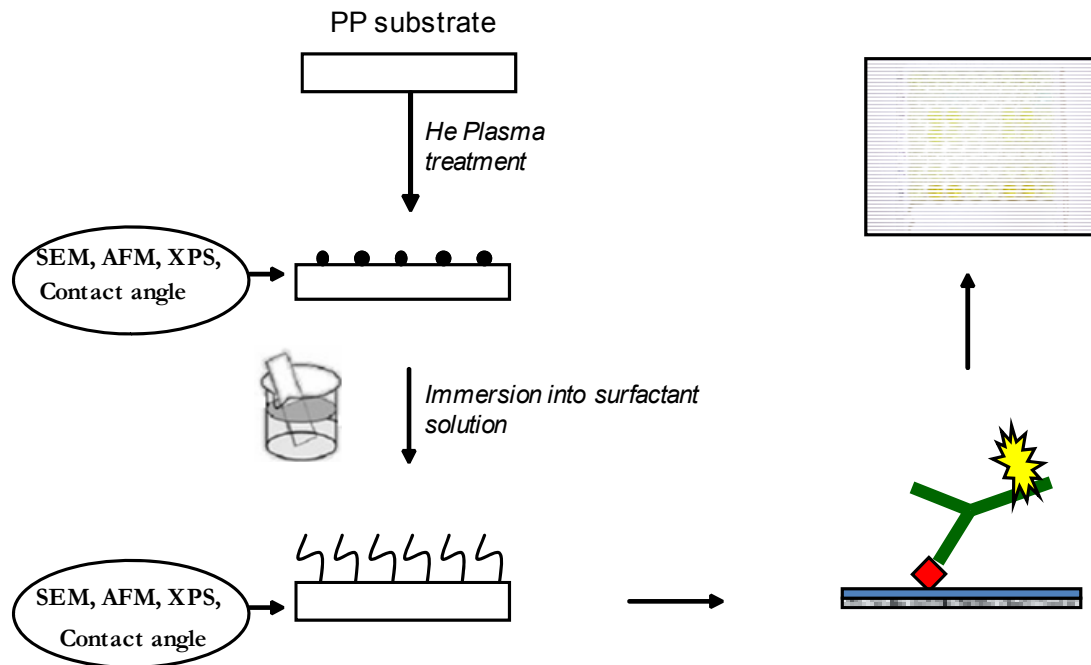 PP substrate
He Plasma
treatment
SEM, AFM, XPS,
Contact angle
Immersion into surfactant
solution
SEM, AFM, XPS,
Contact angle